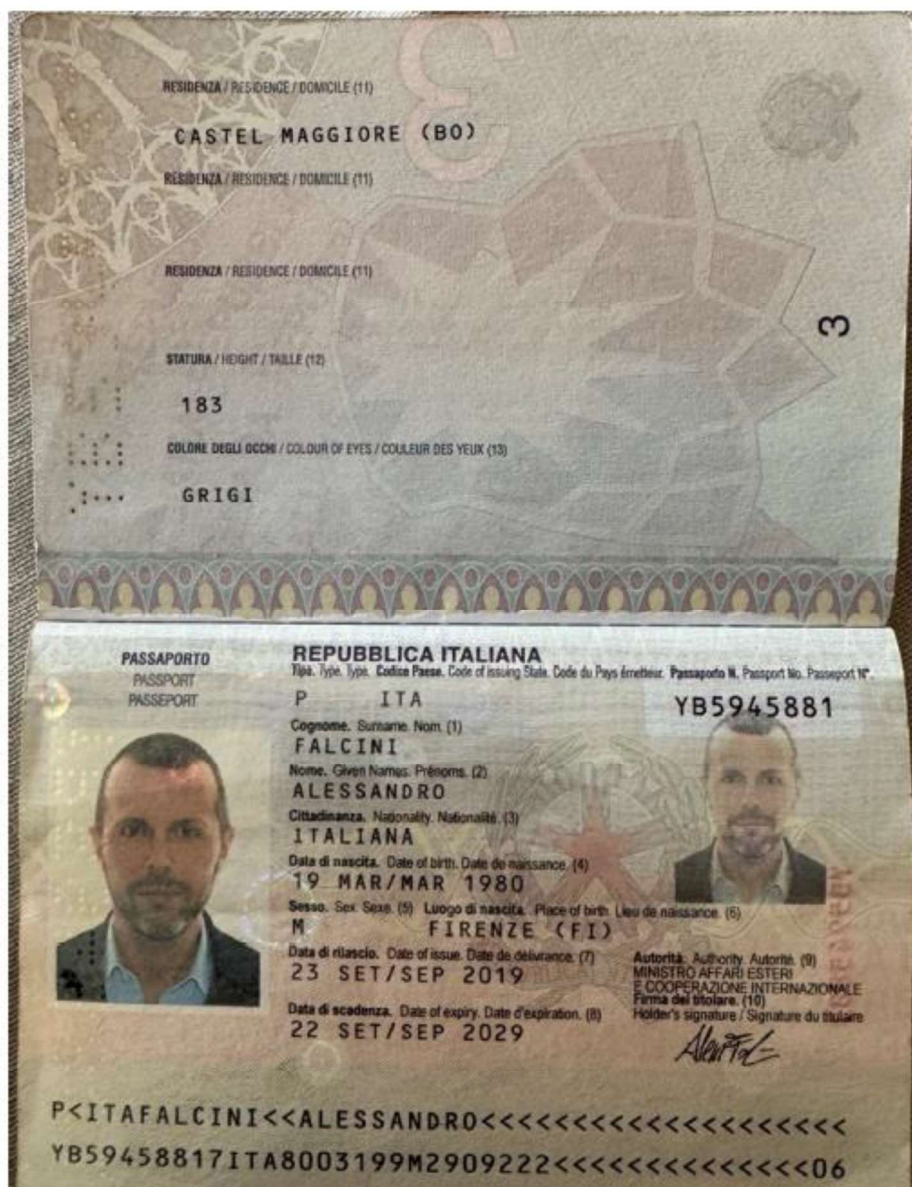 RESIDENZA / RESIDENCE / DOMICILE (11)
CASTEL MAGGIORE (BO)
RESIDENZA / RESIDENCE / DOMICILE (11)
RESIDENZA / RESIDENCE / DOMICILE (11)
3
STATURA / HEIGHT / TAILLE (12)
183
COLORE DEGLI OCCHI / COLOUR OF EYES / COULEUR DES YEUX (13)
GRIGI
PASSAPORTO
PASSPORT
PASSEPORT
REPUBBLICA ITALIANA
Tipo. Type. Type. Codice Paese. Code of issuing State. Code du Pays émetteur. Passaporto N. Passport No. Passeport N°.
P ITA YB5945881
Cognome. Surname. Nom. (1)
FALCINI
Nome. Given Names. Prénoms. (2)
ALESSANDRO
Cittadinanza. Nationality. Nationalité. (3)
ITALIANA
Data di nascita. Date of birth. Date de naissance. (4)
19 MAR/MAR 1980
Sesso. Sex. Sexe. (5) Luogo di nascita. Place of birth. Lieu de naissance. (6)
M FIRENZE (FI)
Data di rilascio. Date of issue. Date de délivrance. (7)
23 SET/SEP 2019
Autorità. Authority. Autorité. (9)
MINISTRO AFFARI ESTERI
E COOPERAZIONE INTERNAZIONALE
Data di scadenza. Date of expiry. Date d'expiration. (8)
22 SET/SEP 2029
Firma del titolare. (10)
Holder's signature / Signature du titulaire
P<ITAFALCINI<<ALESSANDRO<<<<<<<<<<<<<<<<<<<<
YB59458817ITA8003199M2909222<<<<<<<<<<<<<<06